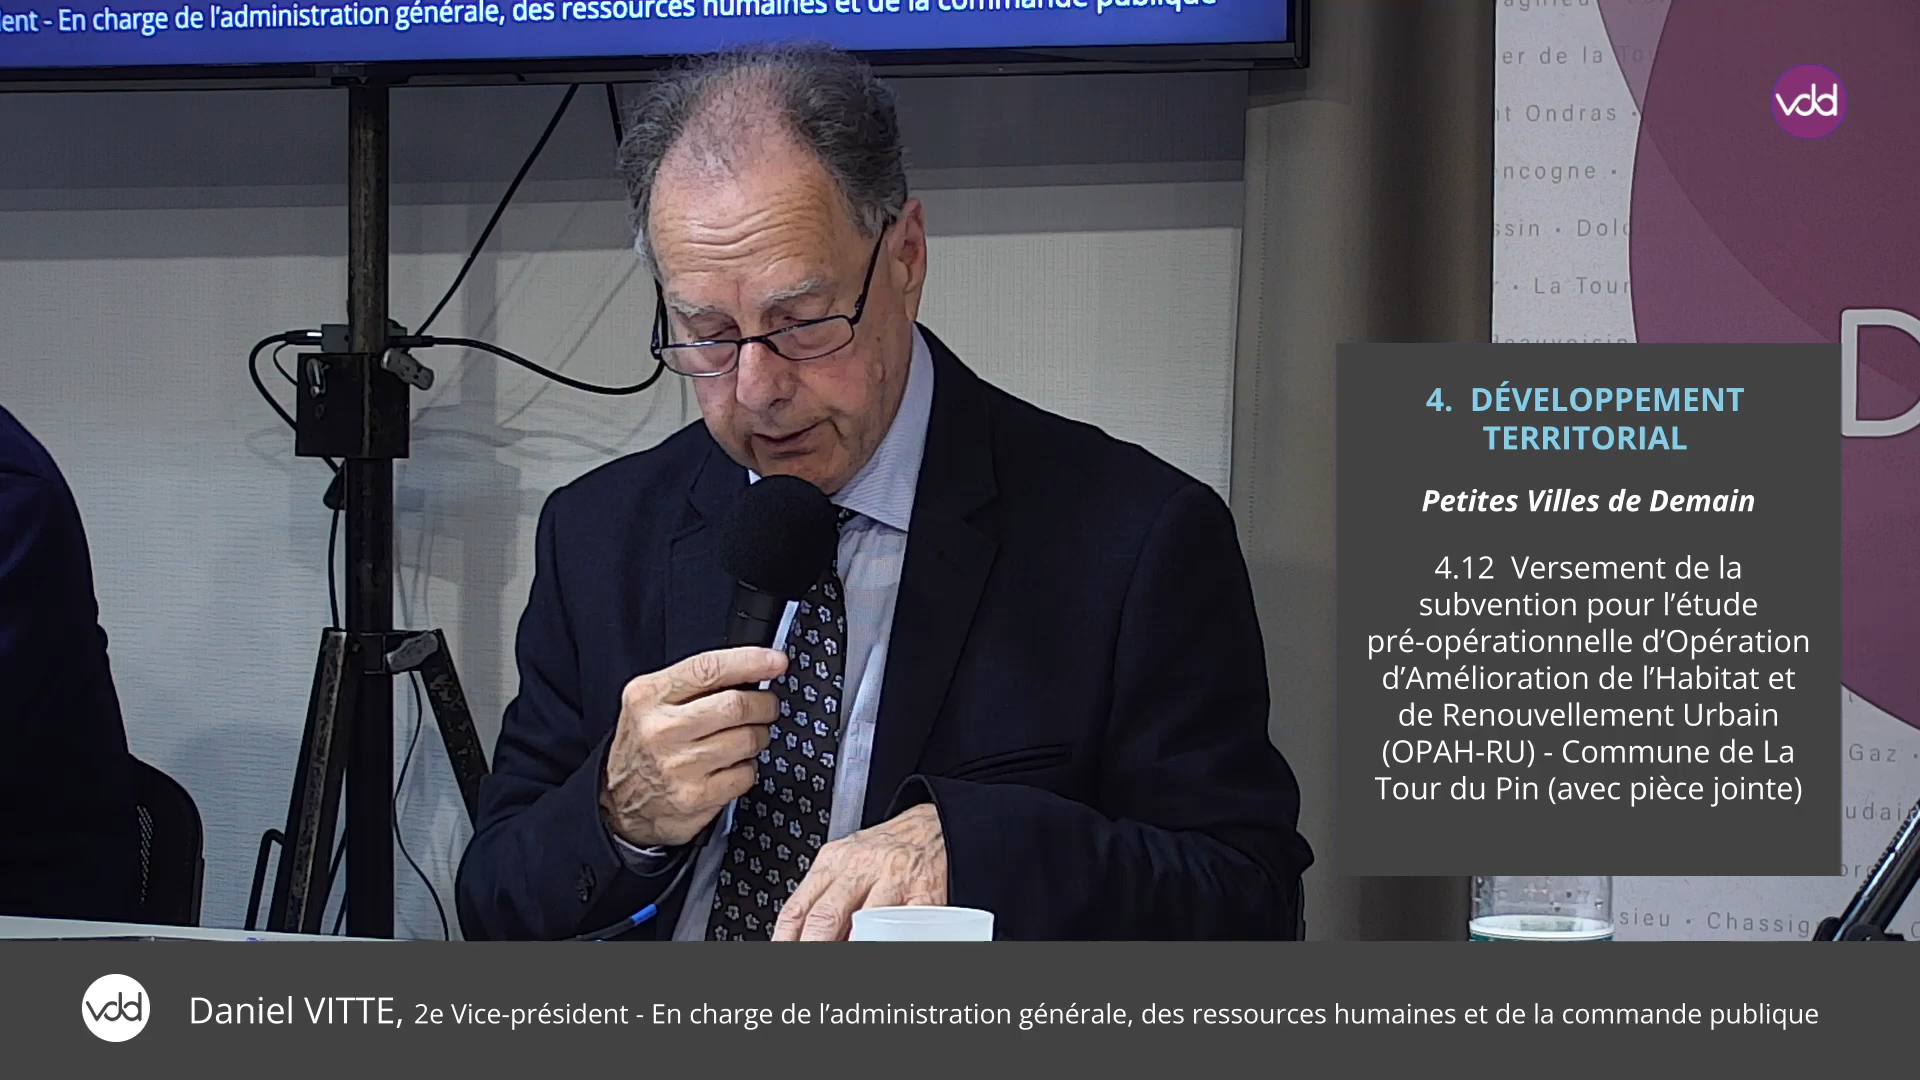 ent - En charge de l’administration générale, des ressources humaines et de la commande publique
er de la To
nt Ondras •
ncogne •
ssin • Dolo
• La Tour
vdd
D
4. DÉVELOPPEMENT
TERRITORIAL
Petites Villes de Demain
4.12 Versement de la
subvention pour l’étude
pré-opérationnelle d’Opération
d’Amélioration de l’Habitat et
de Renouvellement Urbain
(OPAH-RU) - Commune de La
Tour du Pin (avec pièce jointe)
Gaz •
udai
sieu • Chassig
vdd
Daniel VITTE, 2e Vice-président - En charge de l’administration générale, des ressources humaines et de la commande publique